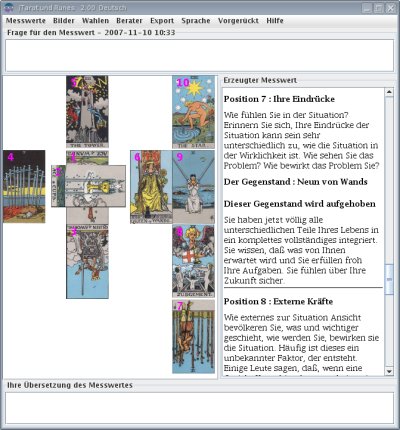 jTarot und Runes 2.00 Deutsch
Messwerte Bilder Wahlen Berater Export Sprache Vorgerückt Hilfe
Frage für den Messwert - 2007-11-10 10:33
5
THE TOWER.
10
THE STAR.
4
6
9
3
8
JUDGEMENT.
7
Erzeugter Messwert
Position 7 : Ihre Eindrücke
Wie fühlen Sie in der Situation?
Erinnern Sie sich, Ihre Eindrücke der
Situation kann sein sehr
unterschiedlich zu, wie die Situation in
der Wirklichkeit ist. Wie sehen Sie das
Problem? Wie bewirkt das Problem Sie?
Der Gegenstand : Neun von Wands
Dieser Gegenstand wird aufgehoben
Sie haben jetzt völlig alle
unterschiedlichen Teile Ihres Lebens in
ein komplettes vollständiges integriert.
Sie wissen, daß was von Ihnen
erwartet wird und Sie erfüllen froh
Ihre Aufgaben. Sie fühlen über Ihre
Zukunft sicher.
Position 8 : Externe Kräfte
Wie externes zur Situation Ansicht
bevölkeren Sie, was und wichtiger
geschieht, wie werden Sie, bewirken sie
die Situation. Häufig ist dieses ein
unbekannter Faktor, der entsteht.
Einige Leute sagen, daß, wenn eine
Ihre Übersetzung des Messwertes